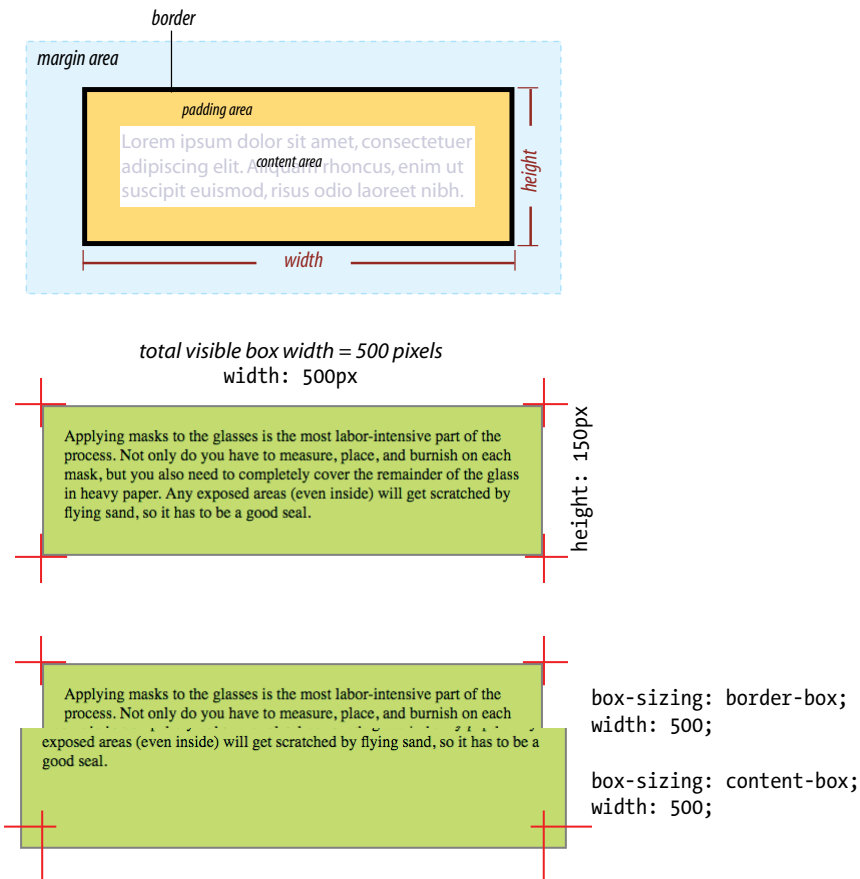 border
margin area
padding area
Lorem ipsum dolor sit amet, consectetuer
adipiscing elit. Aliquam rhoncus, enim ut
content area
suscipit euismod, risus odio laoreet nibh.
height
width
total visible box width = 500 pixels
width: 500px
Applying masks to the glasses is the most labor-intensive part of the
process. Not only do you have to measure, place, and burnish on each
mask, but you also need to completely cover the remainder of the glass
in heavy paper. Any exposed areas (even inside) will get scratched by
flying sand, so it has to be a good seal.
height: 150px
Applying masks to the glasses is the most labor-intensive part of the
process. Not only do you have to measure, place, and burnish on each
exposed areas (even inside) will get scratched by flying sand, so it has to be a
good seal.
box-sizing: border-box;
width: 500;
box-sizing: content-box;
width: 500;